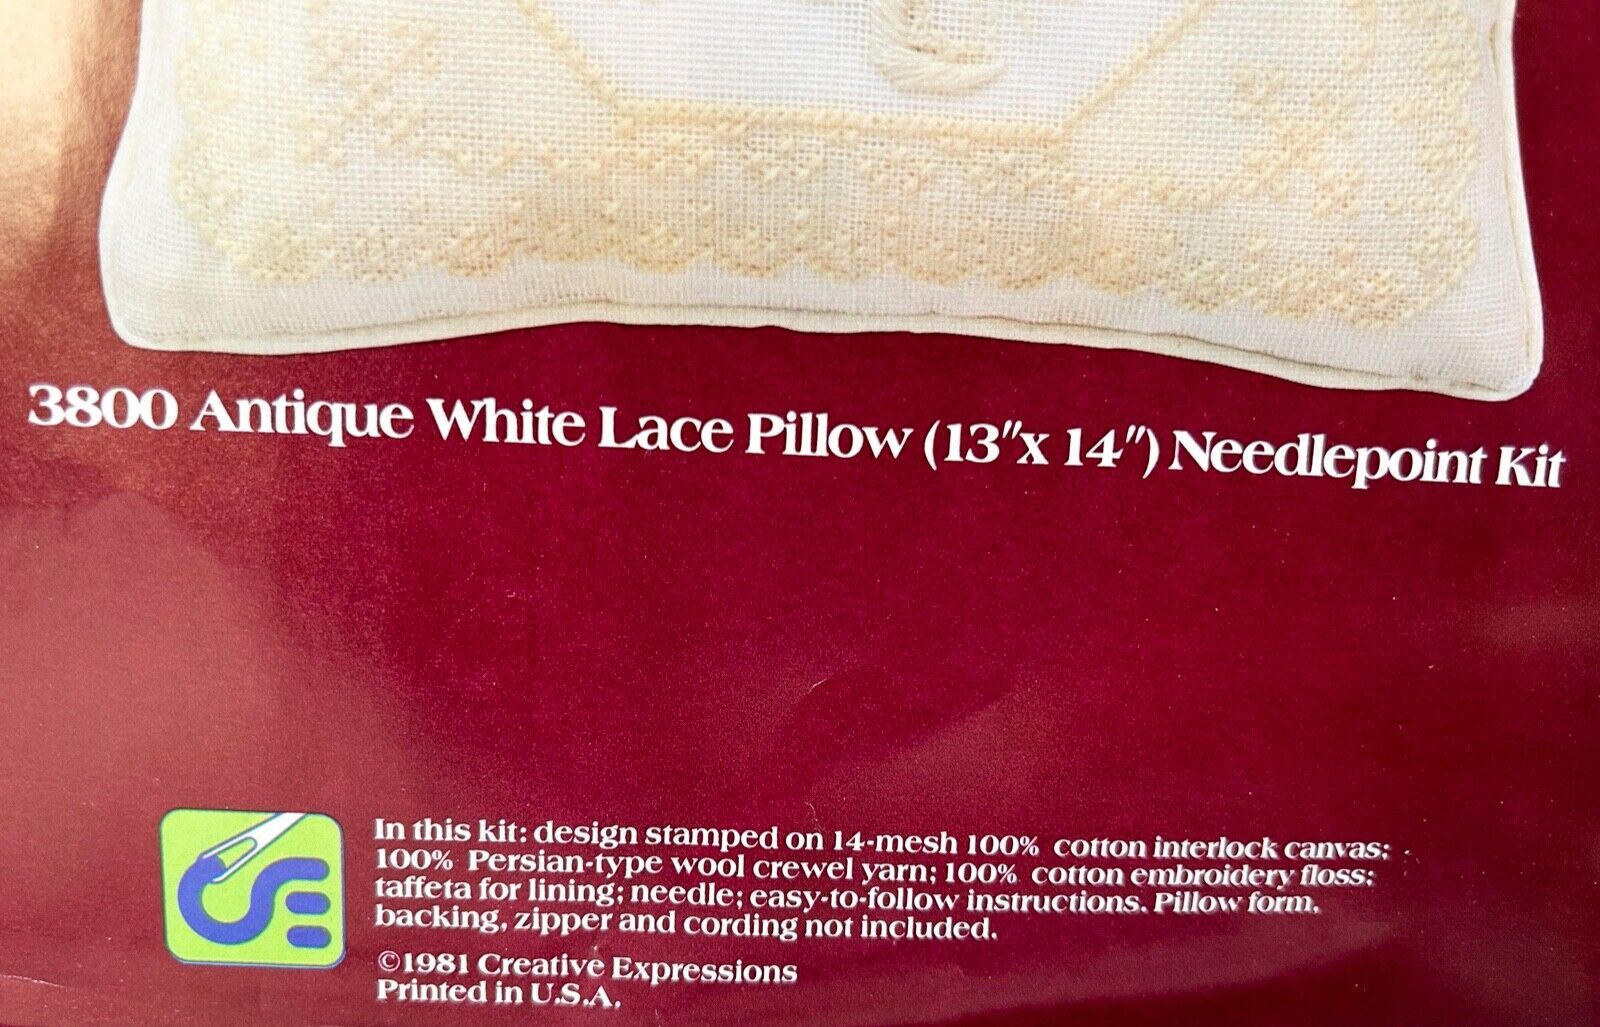 3800 Antique White Lace Pillow (13"x 14") Needlepoint Kit
In this kit: design stamped on 14-mesh 100% cotton interlock canvas;
100% Persian-type wool crewel yarn; 100% cotton embroidery floss;
taffeta for lining; needle; easy-to-follow instructions. Pillow form,
backing, zipper and cording not included.
©1981 Creative Expressions
Printed in U.S.A.